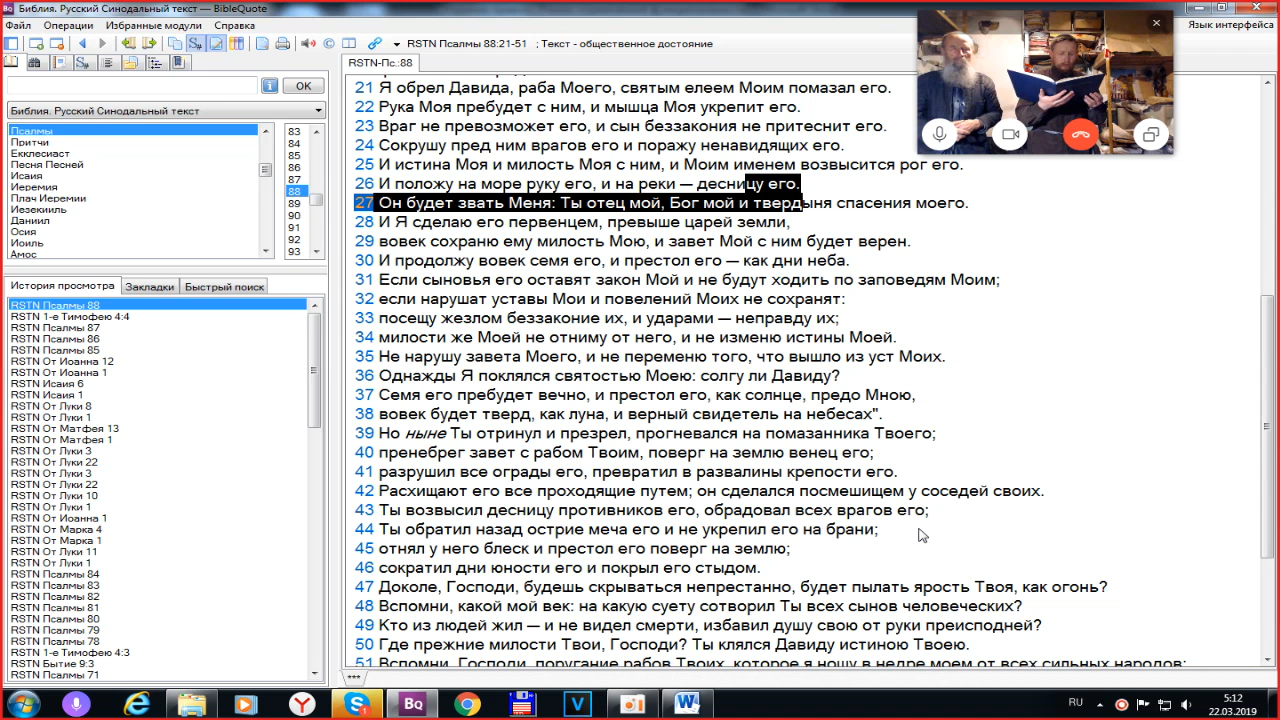 Библия. Русский Синодальный текст — BibleQuote
Файл Операции Избранные модули Справка
Язык интерфейса
RSTN Псалмы 88:21-51 ; Текст - общественное достояние
RSTN-Пс.:88
OK
Библия. Русский Синодальный текст
Псалмы
Притчи
Екклесиаст
Песня Песней
Исаия
Иеремия
Плач Иеремии
Иезекииль
Даниил
Осия
Иоиль
Амос
83
84
85
86
87
88
89
90
91
92
93
История просмотра Закладки Быстрый поиск
RSTN Псалмы 88
RSTN 1-е Тимофею 4:4
RSTN Псалмы 87
RSTN Псалмы 86
RSTN Псалмы 85
RSTN От Иоанна 12
RSTN От Иоанна 1
RSTN Исаия 6
RSTN Исаия 1
RSTN От Луки 8
RSTN От Луки 1
RSTN От Матфея 13
RSTN От Матфея 1
RSTN От Луки 3
RSTN От Луки 22
RSTN От Луки 3
RSTN От Луки 22
RSTN От Луки 10
RSTN От Луки 1
RSTN От Иоанна 1
RSTN От Марка 4
RSTN От Марка 1
RSTN От Луки 11
RSTN От Луки 1
RSTN Псалмы 84
RSTN Псалмы 83
RSTN Псалмы 82
RSTN Псалмы 81
RSTN Псалмы 80
RSTN Псалмы 79
RSTN Псалмы 78
RSTN 1-е Тимофею 4:3
RSTN Бытие 9:3
RSTN Псалмы 71
21 Я обрел Давида, раба Моего, святым елеем Моим помазал его.
22 Рука Моя пребудет с ним, и мышца Моя укрепит его.
23 Враг не превозможет его, и сын беззакония не притеснит его.
24 Сокрушу пред ним врагов его и поражу ненавидящих его.
25 И истина Моя и милость Моя с ним, и Моим именем возвысится рог его.
26 И положу на море руку его, и на реки — десницу его.
27 Он будет звать Меня: Ты отец мой, Бог мой и твердыня спасения моего.
28 И Я сделаю его первенцем, превыше царей земли,
29 вовек сохраню ему милость Мою, и завет Мой с ним будет верен.
30 И продолжу вовек семя его, и престол его — как дни неба.
31 Если сыновья его оставят закон Мой и не будут ходить по заповедям Моим;
32 если нарушат уставы Мои и повелений Моих не сохранят:
33 посещу жезлом беззаконие их, и ударами — неправду их;
34 милости же Моей не отниму от него, и не изменю истины Моей.
35 Не нарушу завета Моего, и не переменю того, что вышло из уст Моих.
36 Однажды Я поклялся святостью Моею: солгу ли Давиду?
37 Семя его пребудет вечно, и престол его, как солнце, предо Мною,
38 вовек будет тверд, как луна, и верный свидетель на небесах".
39 Но ныне Ты отринул и презрел, прогневался на помазанника Твоего;
40 пренебрег завет с рабом Твоим, поверг на землю венец его;
41 разрушил все ограды его, превратил в развалины крепости его.
42 Расхищают его все проходящие путем; он сделался посмешищем у соседей своих.
43 Ты возвысил десницу противников его, обрадовал всех врагов его;
44 Ты обратил назад острие меча его и не укрепил его на брани;
45 отнял у него блеск и престол его поверг на землю;
46 сократил дни юности его и покрыл его стыдом.
47 Доколе, Господи, будешь скрываться непрестанно, будет пылать ярость Твоя, как огонь?
48 Вспомни, какой мой век: на какую суету сотворил Ты всех сынов человеческих?
49 Кто из людей жил — и не видел смерти, избавил душу свою от руки преисподней?
50 Где прежние милости Твои, Господи? Ты клялся Давиду истиною Твоею.
51 Вспомни, Господи, поругание рабов Твоих, которое я ношу в недре моем от всех сильных народов;
RU
5:12
22.03.2019